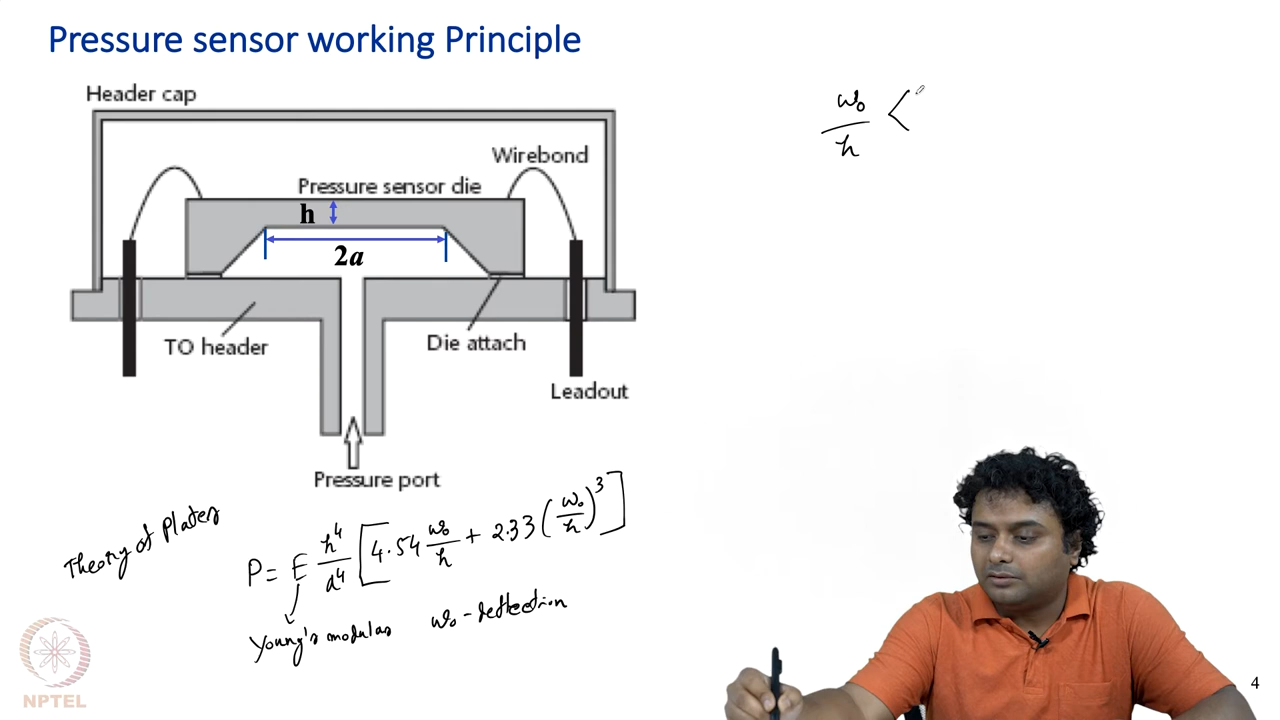 Pressure sensor working Principle
Header cap
Wirebond
Pressure sensor die
h
2a
TO header
Die attach
Leadout
Pressure port
Theory of Plates
P = E h⁴/a⁴ [4.54 w₀/h + 2.33 (w₀/h)³]
Young's modulas
w₀ - deflection
w₀/h <
NPTEL
4